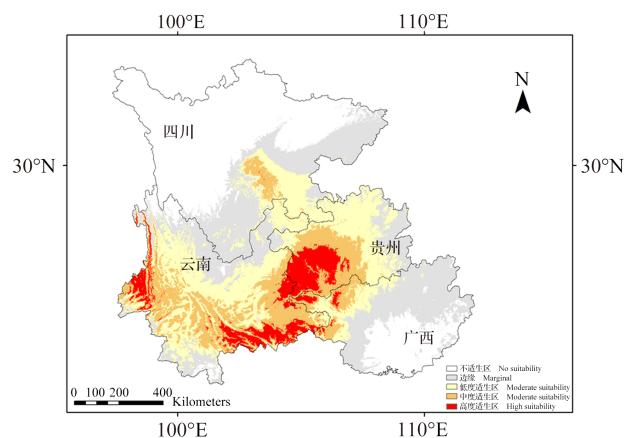 100°E 110°E
N
四川
30°N 30°N
贵州
云南
广西
不适生区 No suitability
边缘 Marginal
低度适生区 Moderate suitability
中度适生区 Moderate suitability
高度适生区 High suitability
0 100 200 400 Kilometers
100°E 110°E